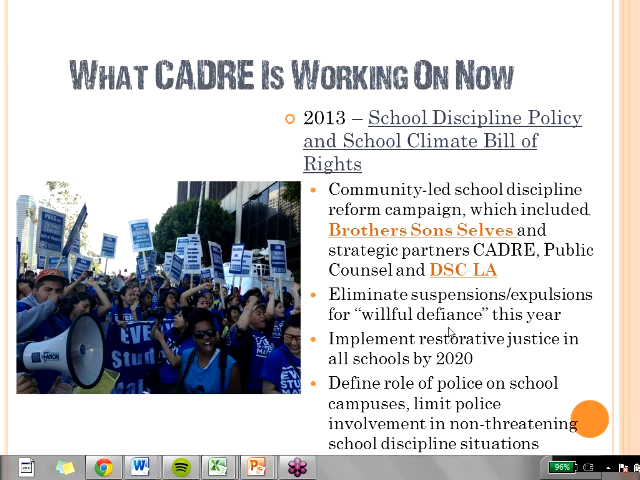 WHAT CADRE IS WORKING ON NOW
2013 – School Discipline Policy
and School Climate Bill of
Rights
Community-led school discipline
reform campaign, which included
Brothers Sons Selves and
strategic partners CADRE, Public
Counsel and DSC LA
Eliminate suspensions/expulsions
for “willful defiance” this year
Implement restorative justice in
all schools by 2020
Define role of police on school
campuses, limit police
involvement in non-threatening
school discipline situations
96%